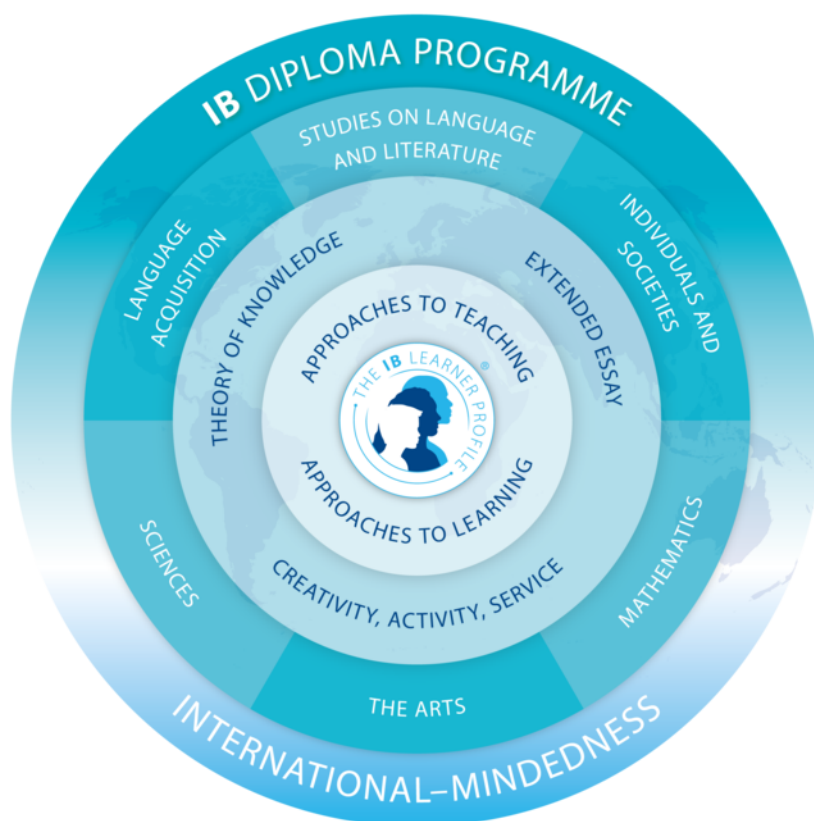 IB DIPLOMA PROGRAMME
STUDIES ON LANGUAGE
AND LITERATURE
LANGUAGE
ACQUISITION
INDIVIDUALS AND
SOCIETIES
THEORY OF KNOWLEDGE
EXTENDED ESSAY
APPROACHES TO TEACHING
THE IB LEARNER PROFILE
®
APPROACHES TO LEARNING
CREATIVITY, ACTIVITY, SERVICE
SCIENCES
MATHEMATICS
THE ARTS
INTERNATIONAL–MINDEDNESS